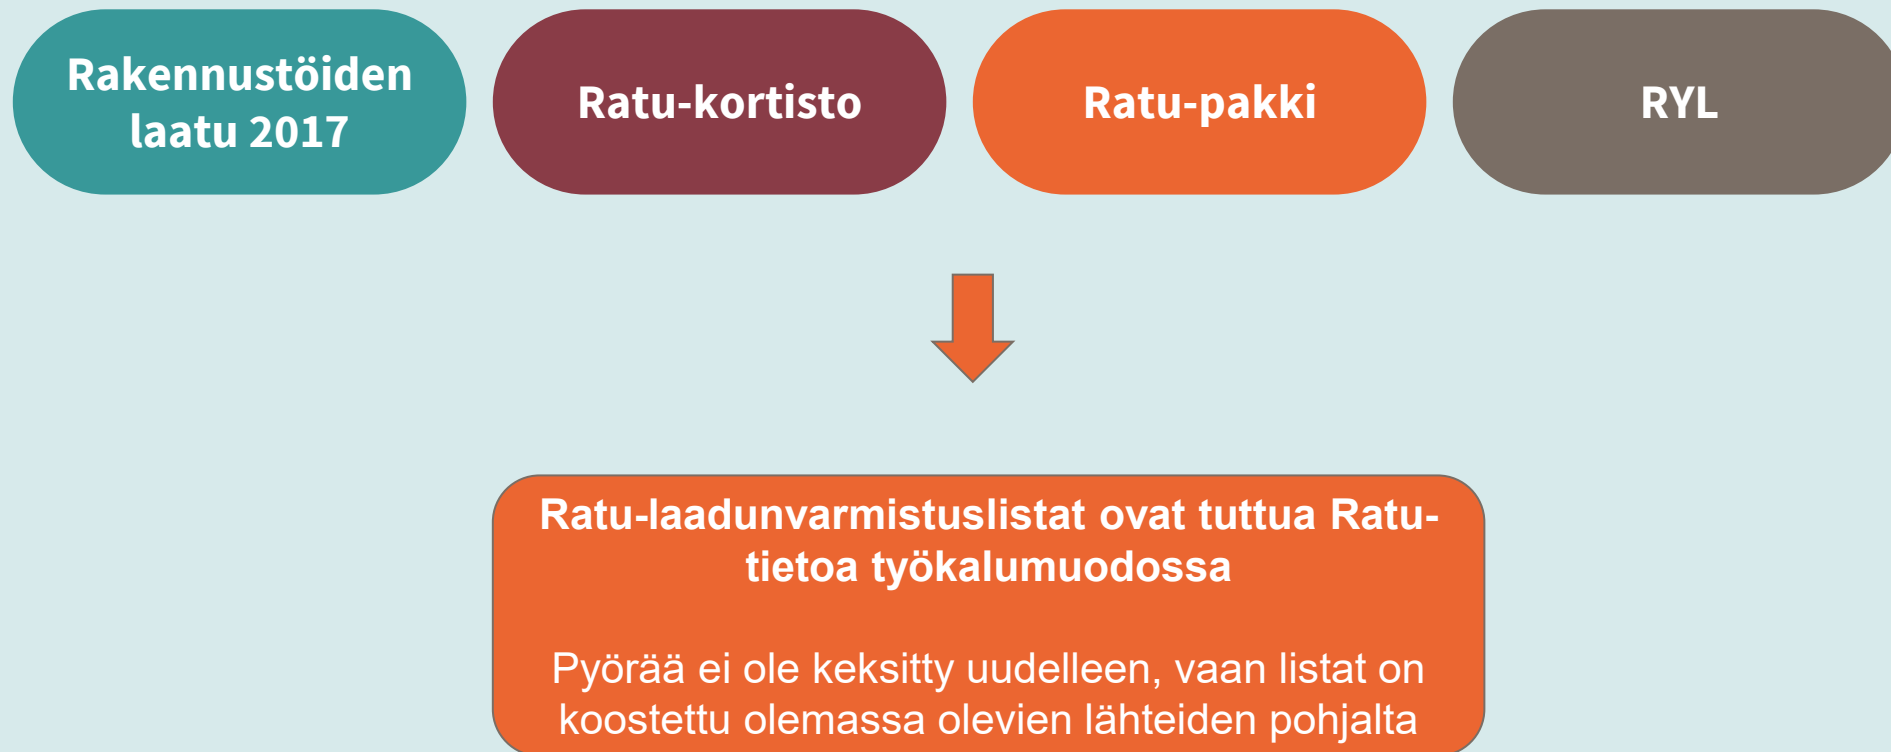 Rakennustöiden
laatu 2017
Ratu-kortisto
Ratu-pakki
RYL
Ratu-laadunvarmistuslistat ovat tuttua Ratu-
tietoa työkalumuodossa
Pyörää ei ole keksitty uudelleen, vaan listat on
koostettu olemassa olevien lähteiden pohjalta